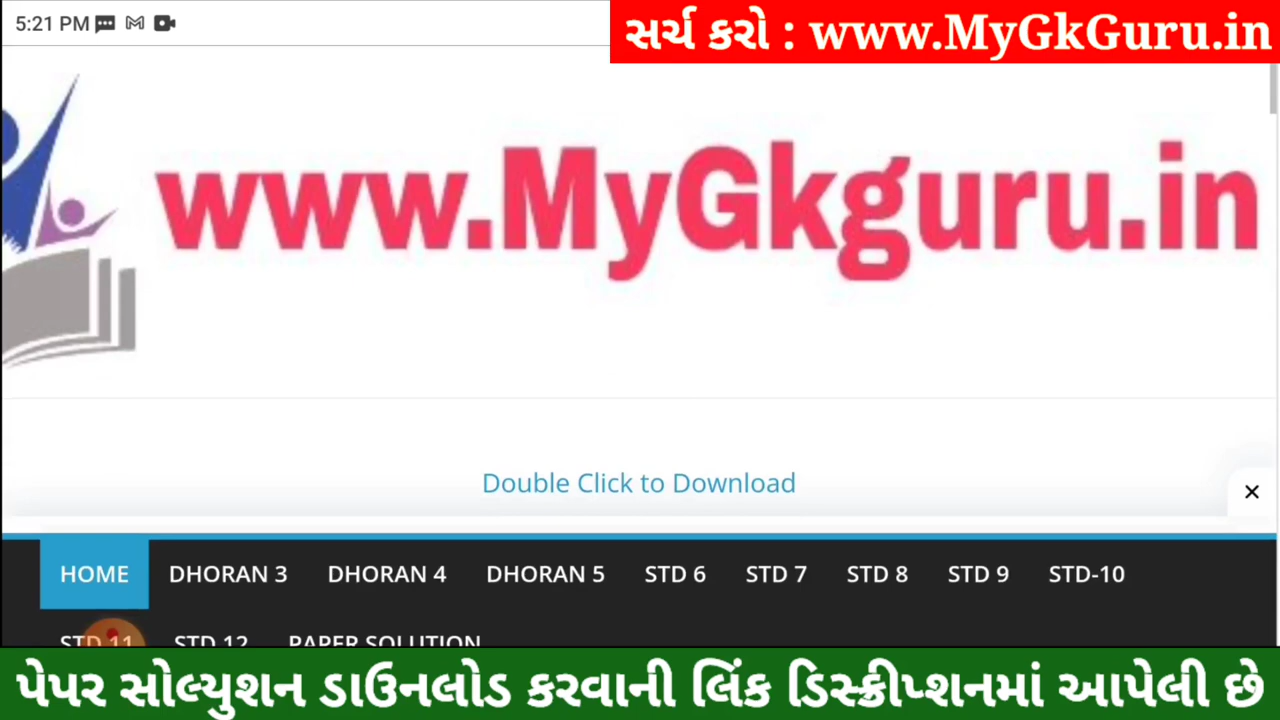 5:21 PM
સર્ચ કરો : www.MyGkGuru.in
www.MyGkguru.in
Double Click to Download
HOME DHORAN 3 DHORAN 4 DHORAN 5 STD 6 STD 7 STD 8 STD 9 STD-10
STD 11 STD 12 PAPER SOLUTION
પેપર સોલ્યુશન ડાઉનલોડ કરવાની લિંક ડિસ્ક્રીપ્શનમાં આપેલી છે